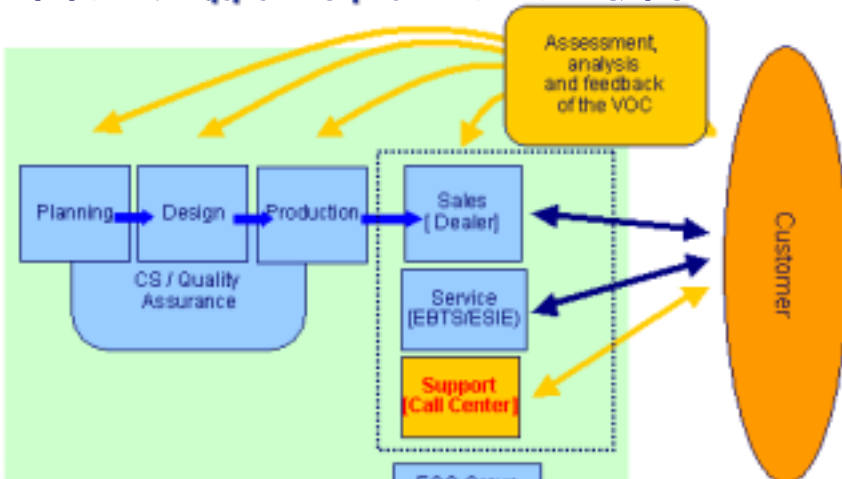 Assessment,
analysis
and feedback
of the VOC
Planning
Design
Production
Sales
[Dealer]
CS / Quality
Assurance
Service
[EBTS/ESIE)
Support
[Call Center]
Customer